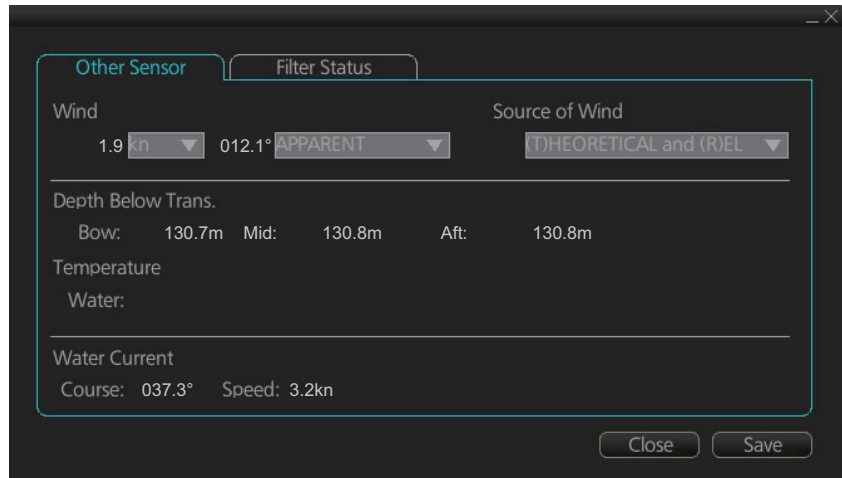 Other Sensor Filter Status
Wind Source of Wind
1.9 kn 012.1° APPARENT (T)HEORETICAL and (R)EL
Depth Below Trans.
Bow: 130.7m Mid: 130.8m Aft: 130.8m
Temperature
Water:
Water Current
Course: 037.3° Speed: 3.2kn
Close Save